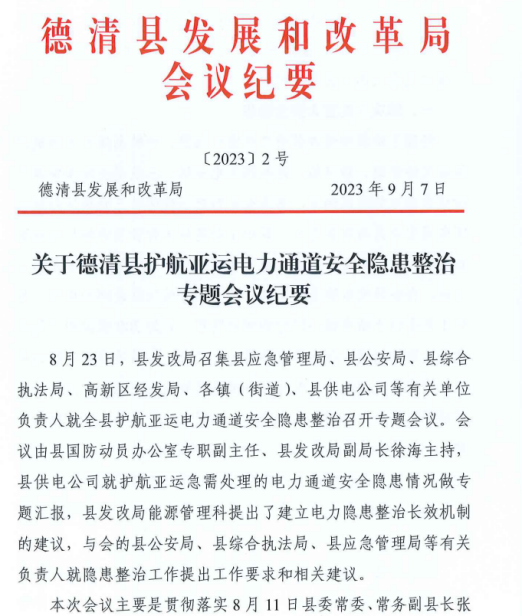 德清县发展和改革局
会议纪要
〔2023〕2号
德清县发展和改革局 2023年9月7日
关于德清县护航亚运电力通道安全隐患整治
专题会议纪要
8月23日，县发改局召集县应急管理局、县公安局、县综合
执法局、高新区经发局、各镇（街道）、县供电公司等有关单位
负责人就全县护航亚运电力通道安全隐患整治召开专题会议。会
议由县国防动员办公室专职副主任、县发改局副局长徐海主持，
县供电公司就护航亚运急需处理的电力通道安全隐患情况做专
题汇报，县发改局能源管理科提出了建立电力隐患整治长效机制
的建议，与会的县公安局、县综合执法局、县应急管理局等有关
负责人就隐患整治工作提出工作要求和相关建议。
本次会议主要是贯彻落实8月11日县委常委、常务副县长张